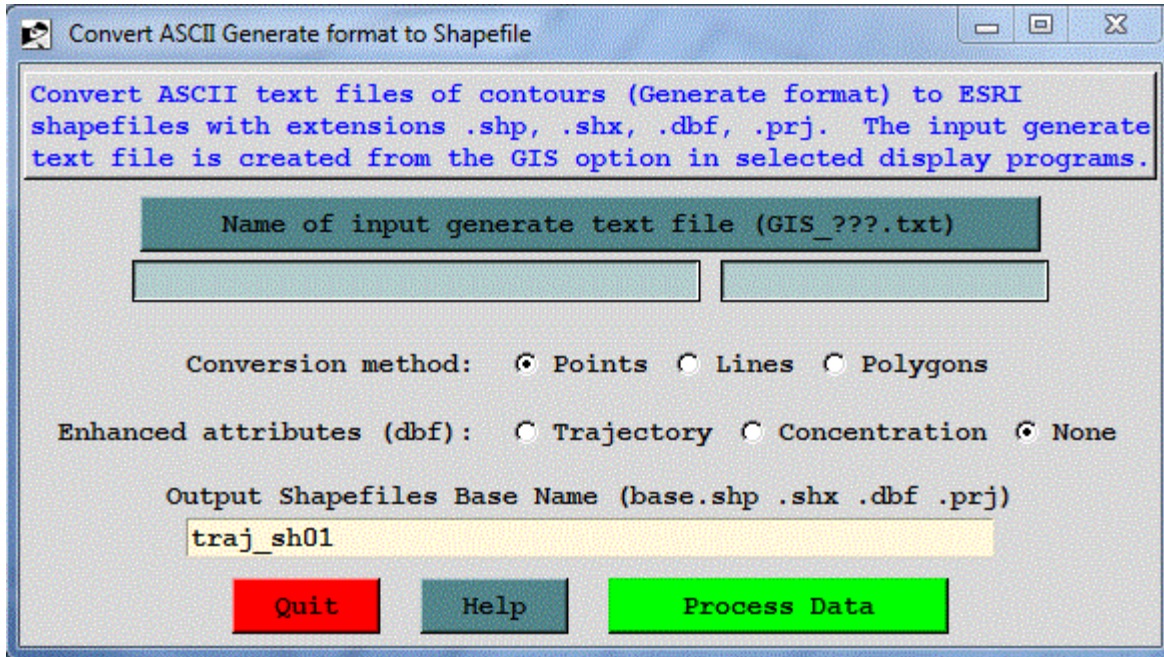 Convert ASCII Generate format to Shapefile
Convert ASCII text files of contours (Generate format) to ESRI
shapefiles with extensions .shp, .shx, .dbf, .prj.  The input generate
text file is created from the GIS option in selected display programs.
Name of input generate text file (GIS_???.txt)
Conversion method: Points Lines Polygons
Enhanced attributes (dbf): Trajectory Concentration None
Output Shapefiles Base Name (base.shp .shx .dbf .prj)
traj_sh01
Quit Help Process Data